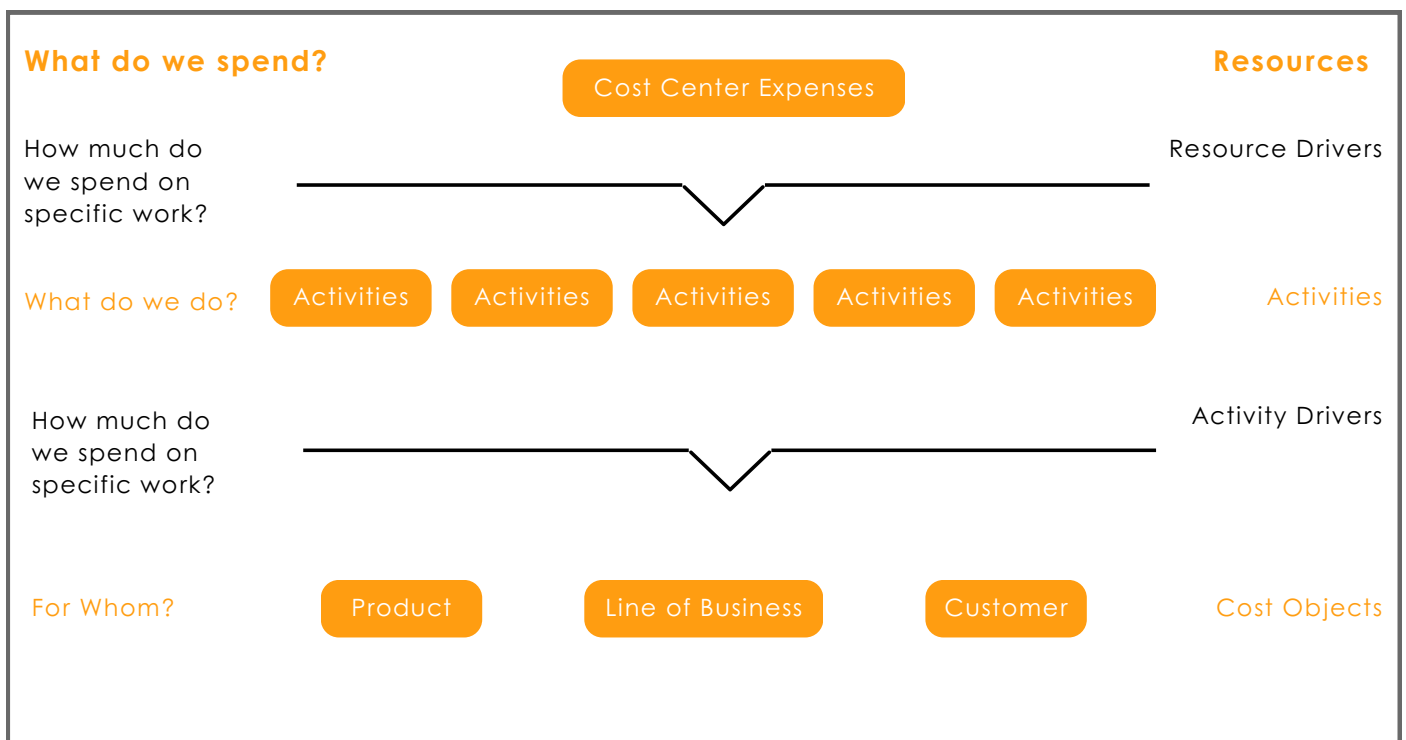 What do we spend?
Cost Center Expenses
Resources
How much do
we spend on
specific work?
Resource Drivers
What do we do?
Activities
Activities
Activities
Activities
Activities
Activities
How much do
we spend on
specific work?
Activity Drivers
For Whom?
Product
Line of Business
Customer
Cost Objects